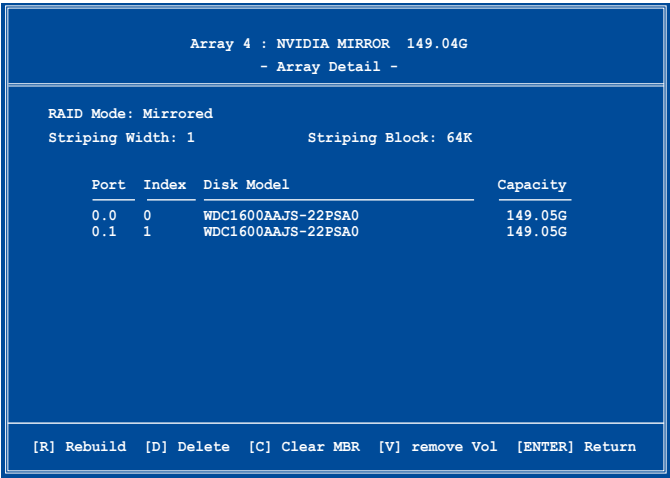 Array 4 : NVIDIA MIRROR 149.04G
- Array Detail -
RAID Mode: Mirrored
Striping Width: 1 Striping Block: 64K
Port Index Disk Model Capacity
0.0 0 WDC1600AAJS-22PSA0 149.05G
0.1 1 WDC1600AAJS-22PSA0 149.05G
[R] Rebuild [D] Delete [C] Clear MBR [V] remove Vol [ENTER] Return